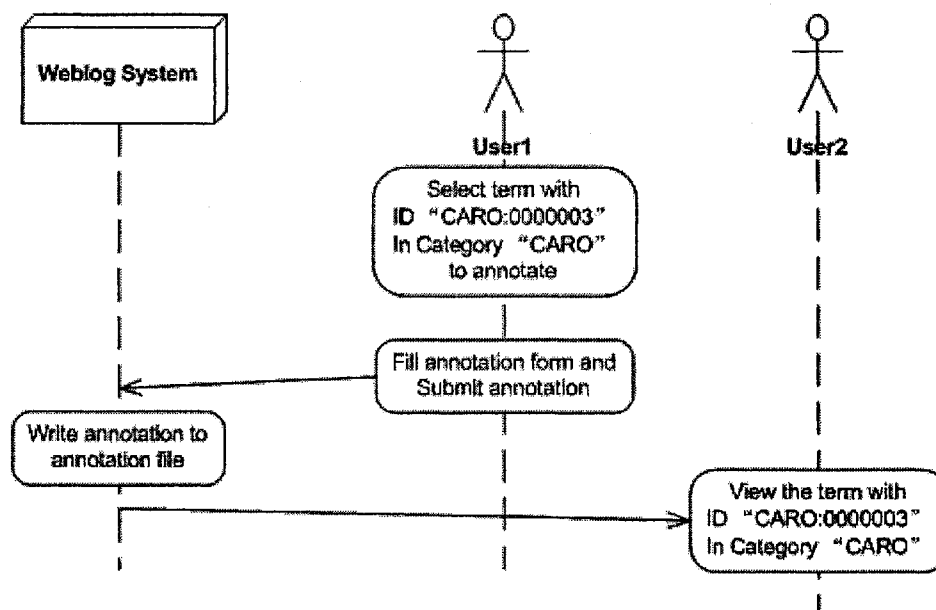 Weblog System
User1
User2
Select term with
ID “CARO:0000003”
In Category “CARO”
to annotate
Fill annotation form and
Submit annotation
Write annotation to
annotation file
View the term with
ID “CARO:0000003”
In Category “CARO”